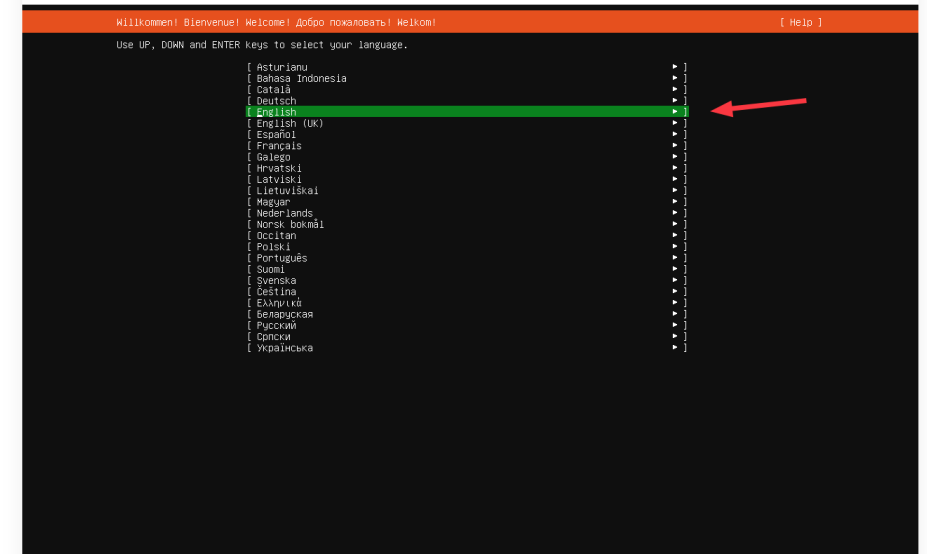 Willkommen! Bienvenue! Welcome! Добро пожаловать! Welkom! [ Help ]
Use UP, DOWN and ENTER keys to select your language.
[ Asturianu ▸ ]
[ Bahasa Indonesia ▸ ]
[ Català ▸ ]
[ Deutsch ▸ ]
[ English ▸ ]
[ English (UK) ▸ ]
[ Español ▸ ]
[ Français ▸ ]
[ Galego ▸ ]
[ Hrvatski ▸ ]
[ Latviski ▸ ]
[ Lietuviškai ▸ ]
[ Magyar ▸ ]
[ Nederlands ▸ ]
[ Norsk bokmål ▸ ]
[ Occitan ▸ ]
[ Polski ▸ ]
[ Português ▸ ]
[ Suomi ▸ ]
[ Svenska ▸ ]
[ Čeština ▸ ]
[ Ελληνικά ▸ ]
[ Беларуская ▸ ]
[ Русский ▸ ]
[ Српски ▸ ]
[ Українська ▸ ]